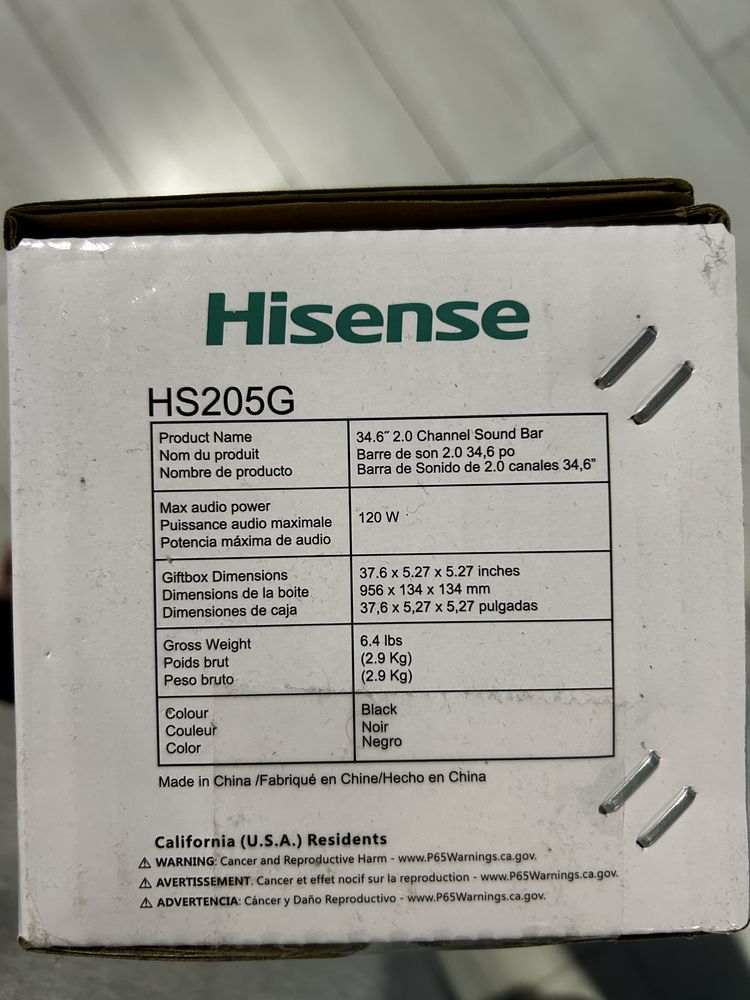 Hisense
HS205G
Product Name
Nom du produit
Nombre de producto
34.6˝ 2.0 Channel Sound Bar
Barre de son 2.0 34,6 po
Barra de Sonido de 2.0 canales 34,6"
Max audio power
Puissance audio maximale
Potencia máxima de audio
120 W
Giftbox Dimensions
Dimensions de la boite
Dimensiones de caja
37.6 x 5.27 x 5.27 inches
956 x 134 x 134 mm
37,6 x 5,27 x 5,27 pulgadas
Gross Weight
Poids brut
Peso bruto
6.4 lbs
(2.9 Kg)
(2.9 Kg)
Colour
Couleur
Color
Black
Noir
Negro
Made in China /Fabriqué en Chine/Hecho en China
California (U.S.A.) Residents
⚠ WARNING: Cancer and Reproductive Harm - www.P65Warnings.ca.gov.
⚠ AVERTISSEMENT. Cancer et effet nocif sur la reproduction - www.P65Warnings.ca.gov.
⚠ ADVERTENCIA: Cáncer y Daño Reproductivo - www.P65Warnings.ca.gov.